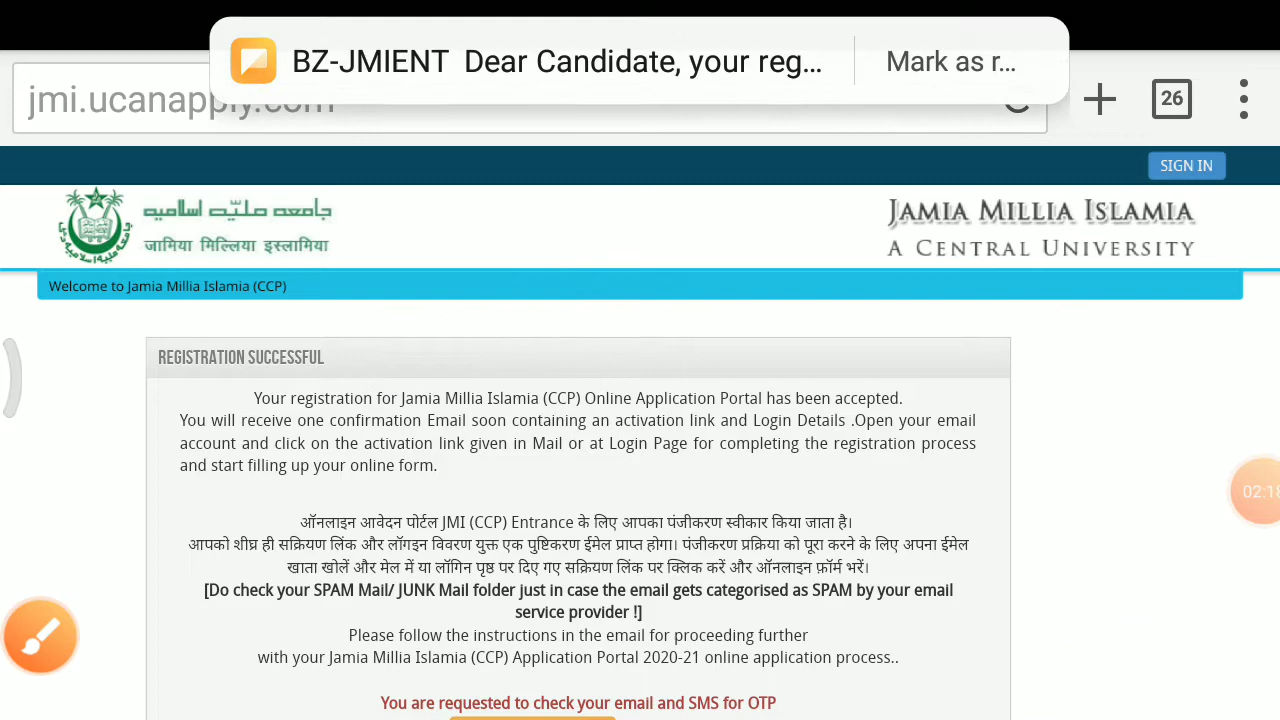 BZ-JMIENT Dear Candidate, your reg... Mark as r...
jmi.ucanapply.com
26
SIGN IN
جامعه ملیّه اسلامیه
जामिया मिल्लिया इस्लामिया
JAMIA MILLIA ISLAMIA
A CENTRAL UNIVERSITY
Welcome to Jamia Millia Islamia (CCP)
REGISTRATION SUCCESSFUL
Your registration for Jamia Millia Islamia (CCP) Online Application Portal has been accepted.
You will receive one confirmation Email soon containing an activation link and Login Details .Open your email
account and click on the activation link given in Mail or at Login Page for completing the registration process
and start filling up your online form.
02:18
ऑनलाइन आवेदन पोर्टल JMI (CCP) Entrance के लिए आपका पंजीकरण स्वीकार किया जाता है।
आपको शीघ्र ही सक्रियण लिंक और लॉगइन विवरण युक्त एक पुष्टिकरण ईमेल प्राप्त होगा। पंजीकरण प्रक्रिया को पूरा करने के लिए अपना ईमेल
खाता खोलें और मेल में या लॉगिन पृष्ठ पर दिए गए सक्रियण लिंक पर क्लिक करें और ऑनलाइन फ़ॉर्म भरें।
[Do check your SPAM Mail/ JUNK Mail folder just in case the email gets categorised as SPAM by your email
service provider !]
Please follow the instructions in the email for proceeding further
with your Jamia Millia Islamia (CCP) Application Portal 2020-21 online application process..
You are requested to check your email and SMS for OTP